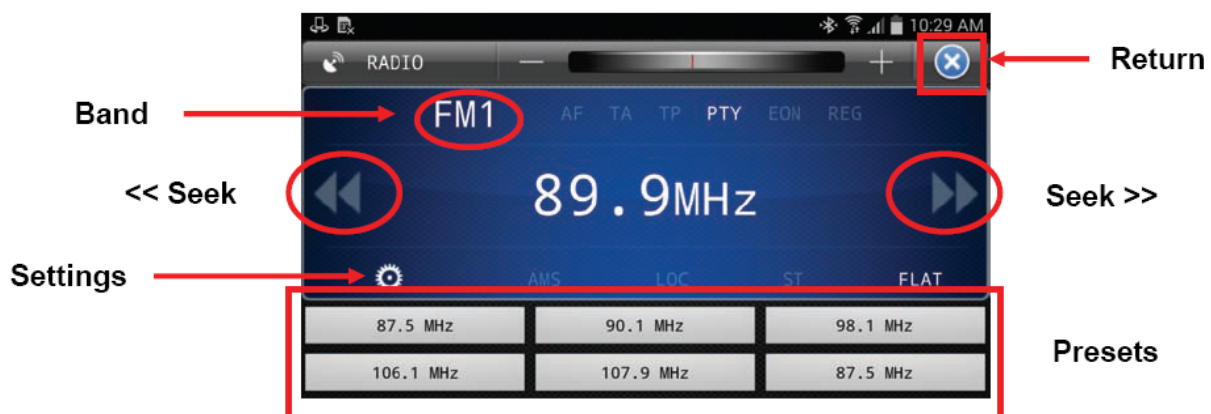 10:29 AM
RADIO − + Return
Band FM1 AF TA TP PTY EON REG
<< Seek 89.9MHz Seek >>
Settings AMS LOC ST FLAT
87.5 MHz 90.1 MHz 98.1 MHz
Presets
106.1 MHz 107.9 MHz 87.5 MHz